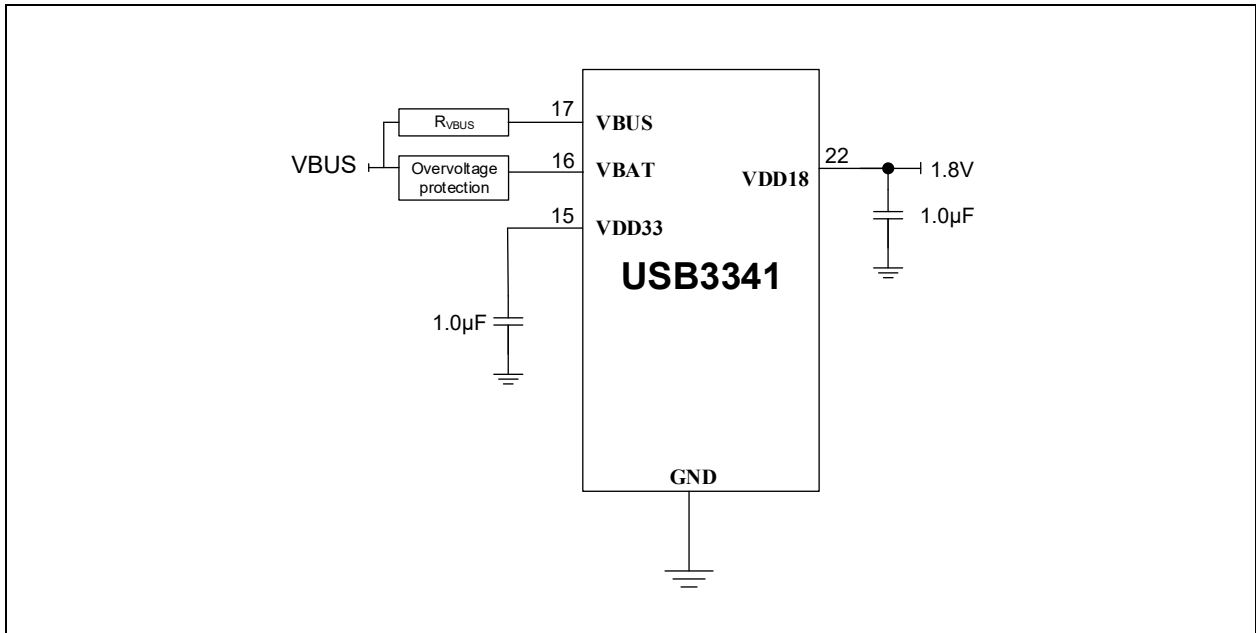 17
R_VBUS
VBUS
VBUS
16
Overvoltage
protection
VBAT
22
VDD18
1.8V
15
VDD33
1.0µF
USB3341
1.0µF
GND